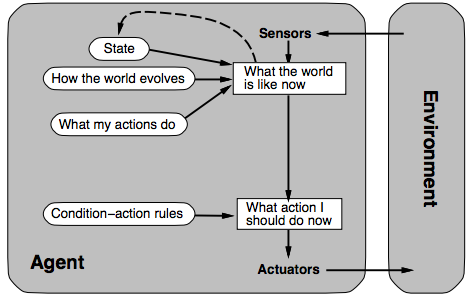 State
Sensors
How the world evolves
What the world
is like now
What my actions do
Environment
Condition−action rules
What action I
should do now
Agent
Actuators